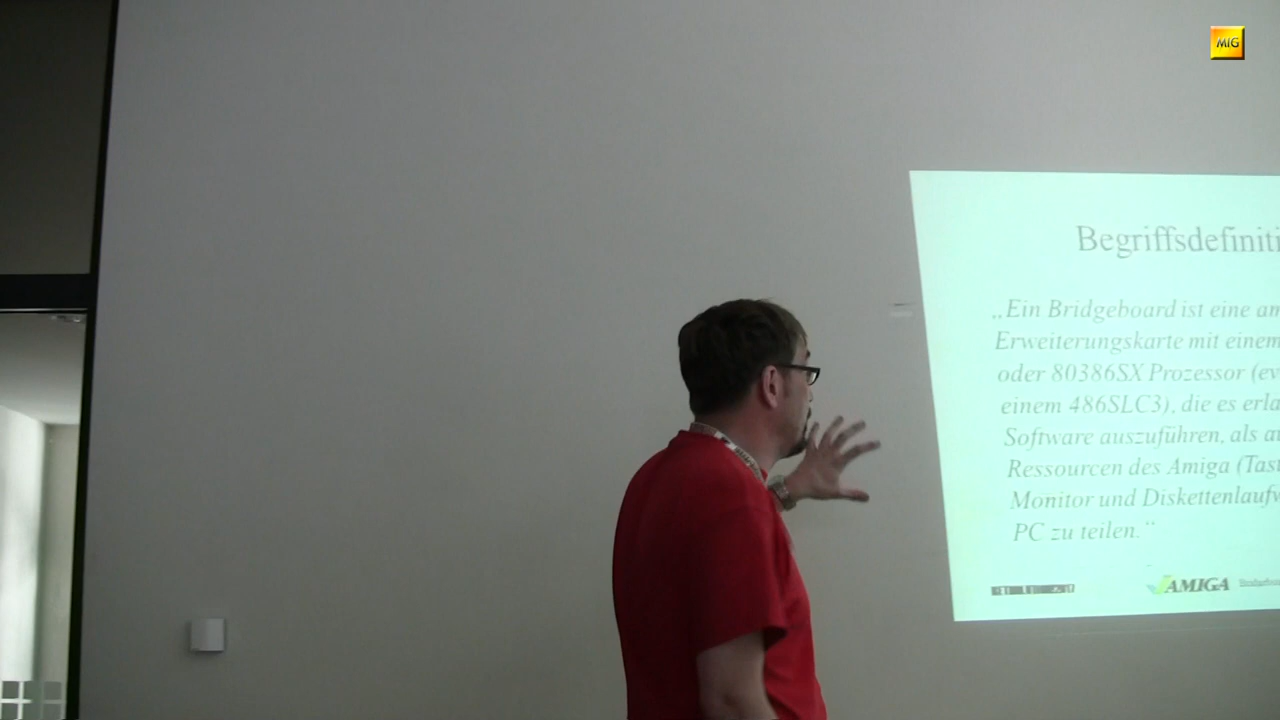 MiG
Begriffsdefiniti
„Ein Bridgeboard ist eine am
Erweiterungskarte mit einem
oder 80386SX Prozessor (ev
einem 486SLC3), die es erla
Software auszuführen, als au
Ressourcen des Amiga (Tast
Monitor und Diskettenlaufw
PC zu teilen.“
AMIGA